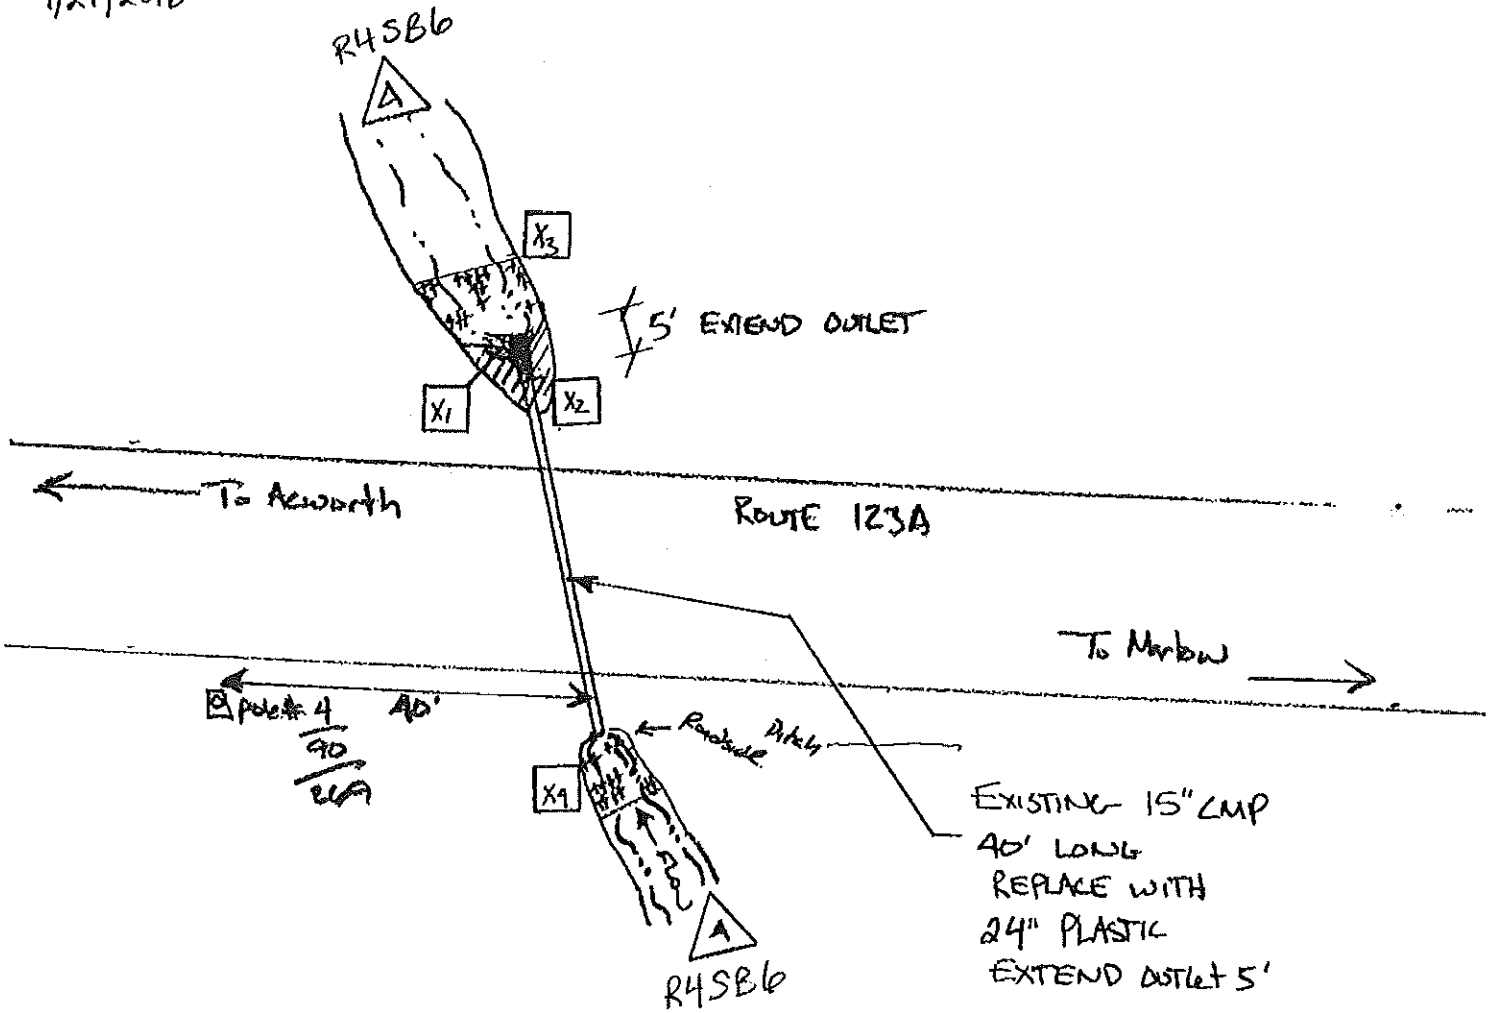 R4SB6
A
X3
5' EXTEND OUTLET
X1
X2
To Acworth
ROUTE 123A
To Marlow
pole# 4
40'
90
Roadside Ditch
X4
EXISTING 15" CMP
40' LONG
REPLACE WITH
24" PLASTIC
EXTEND OUTLET 5'
A
R4SB6